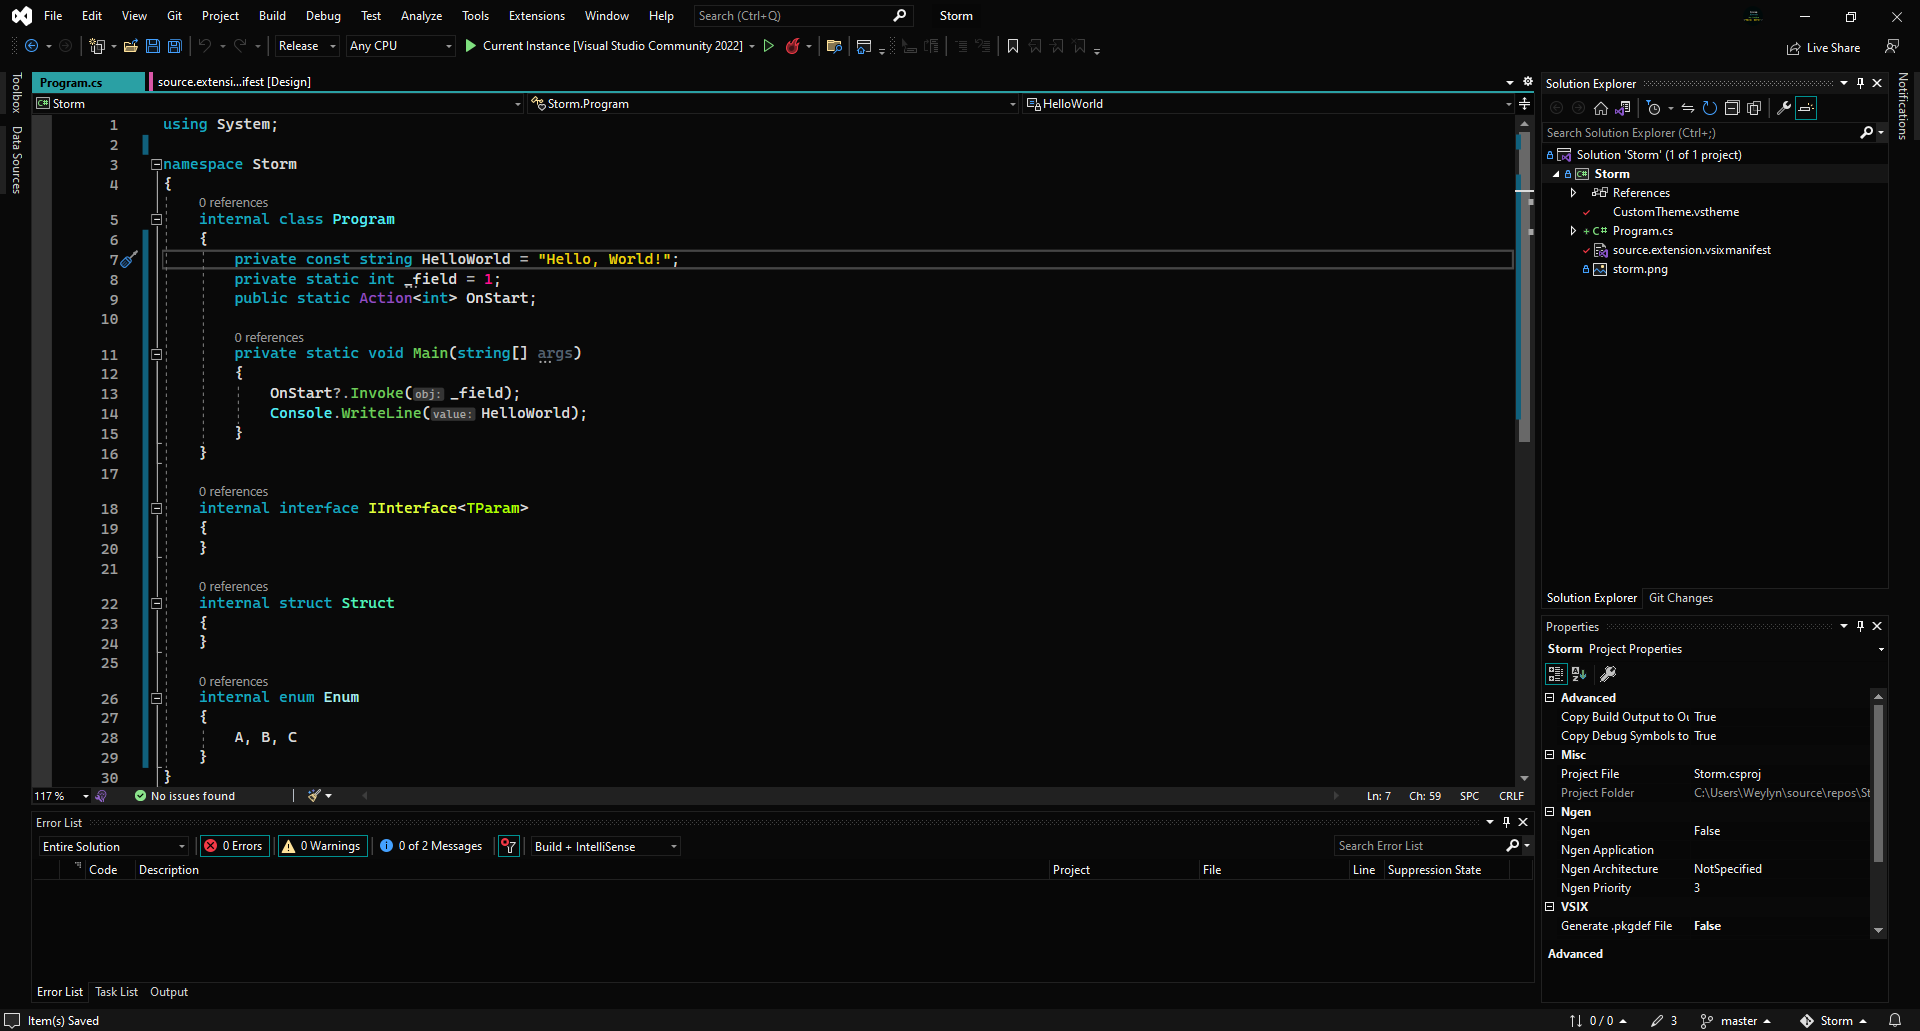 File Edit View Git Project Build Debug Test Analyze Tools Extensions Window Help Search (Ctrl+Q) Storm
Release Any CPU Current Instance [Visual Studio Community 2022] Live Share
Toolbox
Data Sources
Notifications
Program.cs source.extensi...ifest [Design]
C# Storm Storm.Program HelloWorld
1 using System;
2
3 namespace Storm
4 {
0 references
5 internal class Program
6 {
7 private const string HelloWorld = "Hello, World!";
8 private static int _field = 1;
9 public static Action<int> OnStart;
10
0 references
11 private static void Main(string[] args)
12 {
13 OnStart?.Invoke(obj: _field);
14 Console.WriteLine(value: HelloWorld);
15 }
16 }
17
0 references
18 internal interface IInterface<TParam>
19 {
20 }
21
0 references
22 internal struct Struct
23 {
24 }
25
0 references
26 internal enum Enum
27 {
28 A, B, C
29 }
30 }
117 % No issues found Ln: 7 Ch: 59 SPC CRLF
Error List
Entire Solution 0 Errors 0 Warnings 0 of 2 Messages Build + IntelliSense Search Error List
Code Description Project File Line Suppression State
Error List Task List Output
Solution Explorer
Search Solution Explorer (Ctrl+;)
Solution 'Storm' (1 of 1 project)
C# Storm
References
CustomTheme.vstheme
+ C# Program.cs
source.extension.vsixmanifest
storm.png
Solution Explorer Git Changes
Properties
Storm Project Properties
Advanced
Copy Build Output to Ou True
Copy Debug Symbols to True
Misc
Project File Storm.csproj
Project Folder C:\Users\Weylyn\source\repos\St
Ngen
Ngen False
Ngen Application
Ngen Architecture NotSpecified
Ngen Priority 3
VSIX
Generate .pkgdef File False
Advanced
Item(s) Saved 0 / 0 3 master Storm